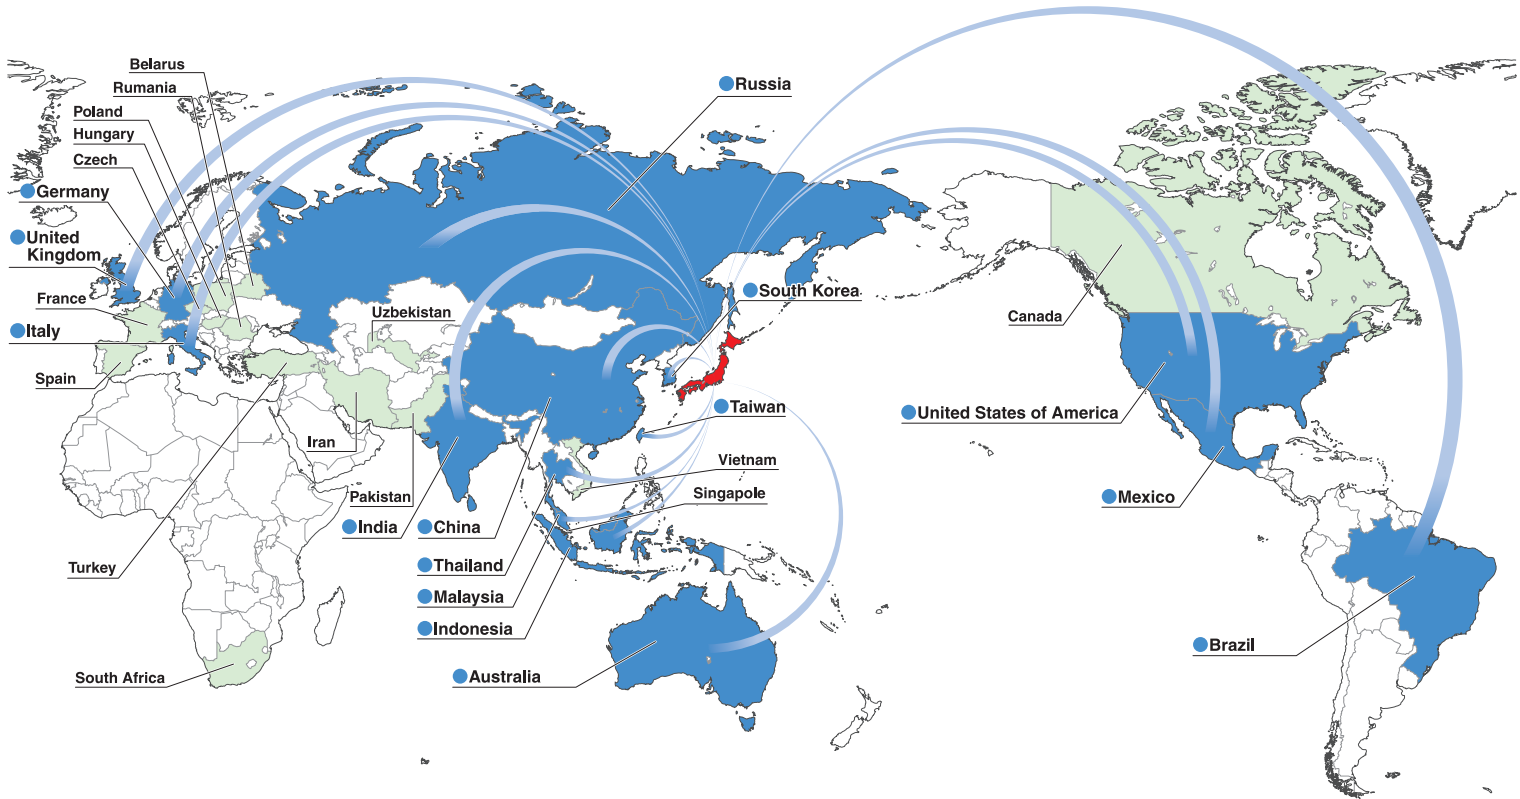 Belarus
Rumania
Poland
Hungary
Czech
Germany
United
Kingdom
France
Italy
Spain
Russia
South Korea
Uzbekistan
Canada
Taiwan
United States of America
Iran
Vietnam
Singapole
Pakistan
Mexico
India
China
Turkey
Thailand
Malaysia
Indonesia
Brazil
South Africa
Australia